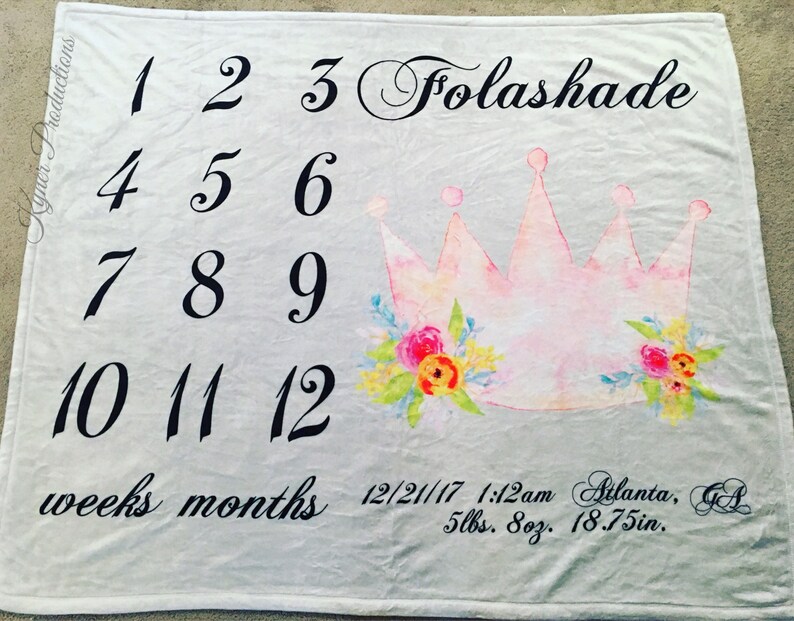 Kyner Productions
1 2 3
Folashade
4 5 6
7 8 9
10 11 12
weeks months
12/21/17 1:12am Atlanta, GA
5lbs. 8oz. 18.75in.